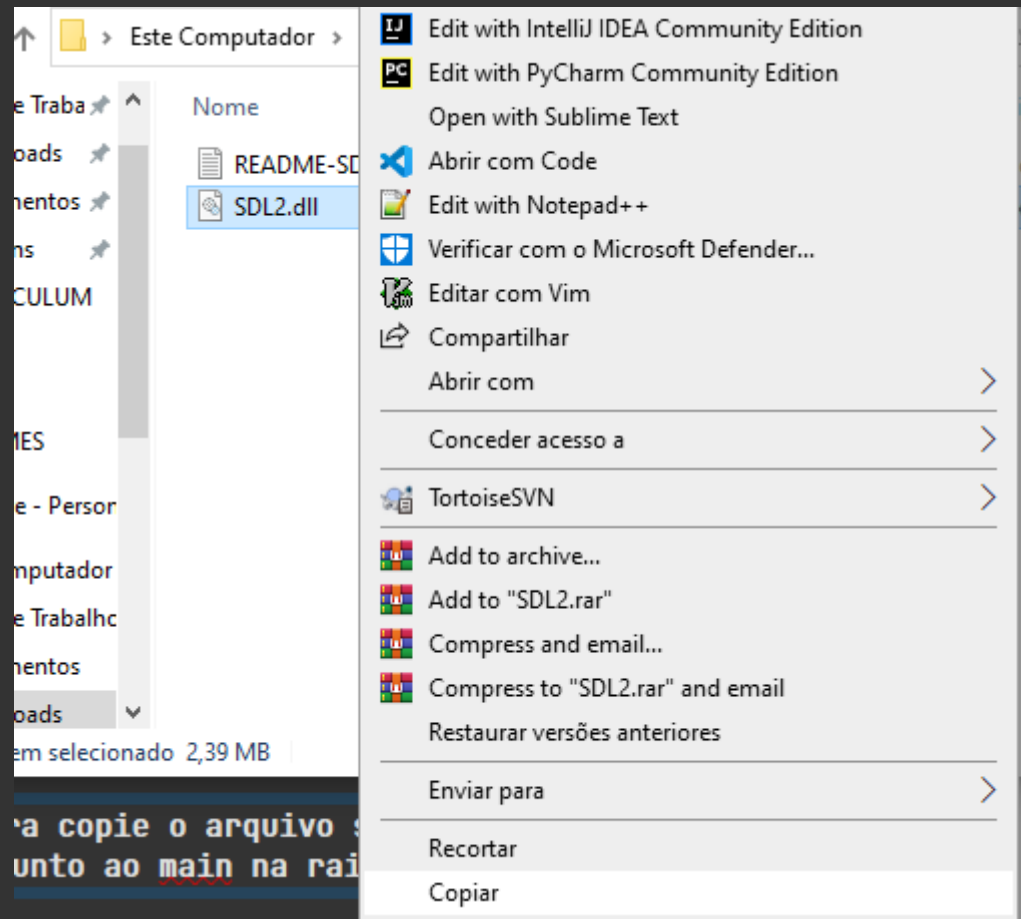 Este Computador
e Traba
oads
nentos
ns
CULUM
MES
e - Person
mputador
e Trabalho
nentos
oads
em selecionado 2,39 MB
Nome
README-SD
SDL2.dll
Edit with IntelliJ IDEA Community Edition
Edit with PyCharm Community Edition
Open with Sublime Text
Abrir com Code
Edit with Notepad++
Verificar com o Microsoft Defender...
Editar com Vim
Compartilhar
Abrir com
Conceder acesso a
TortoiseSVN
Add to archive...
Add to "SDL2.rar"
Compress and email...
Compress to "SDL2.rar" and email
Restaurar versões anteriores
Enviar para
Recortar
Copiar
ra copie o arquivo s
unto ao main na rai